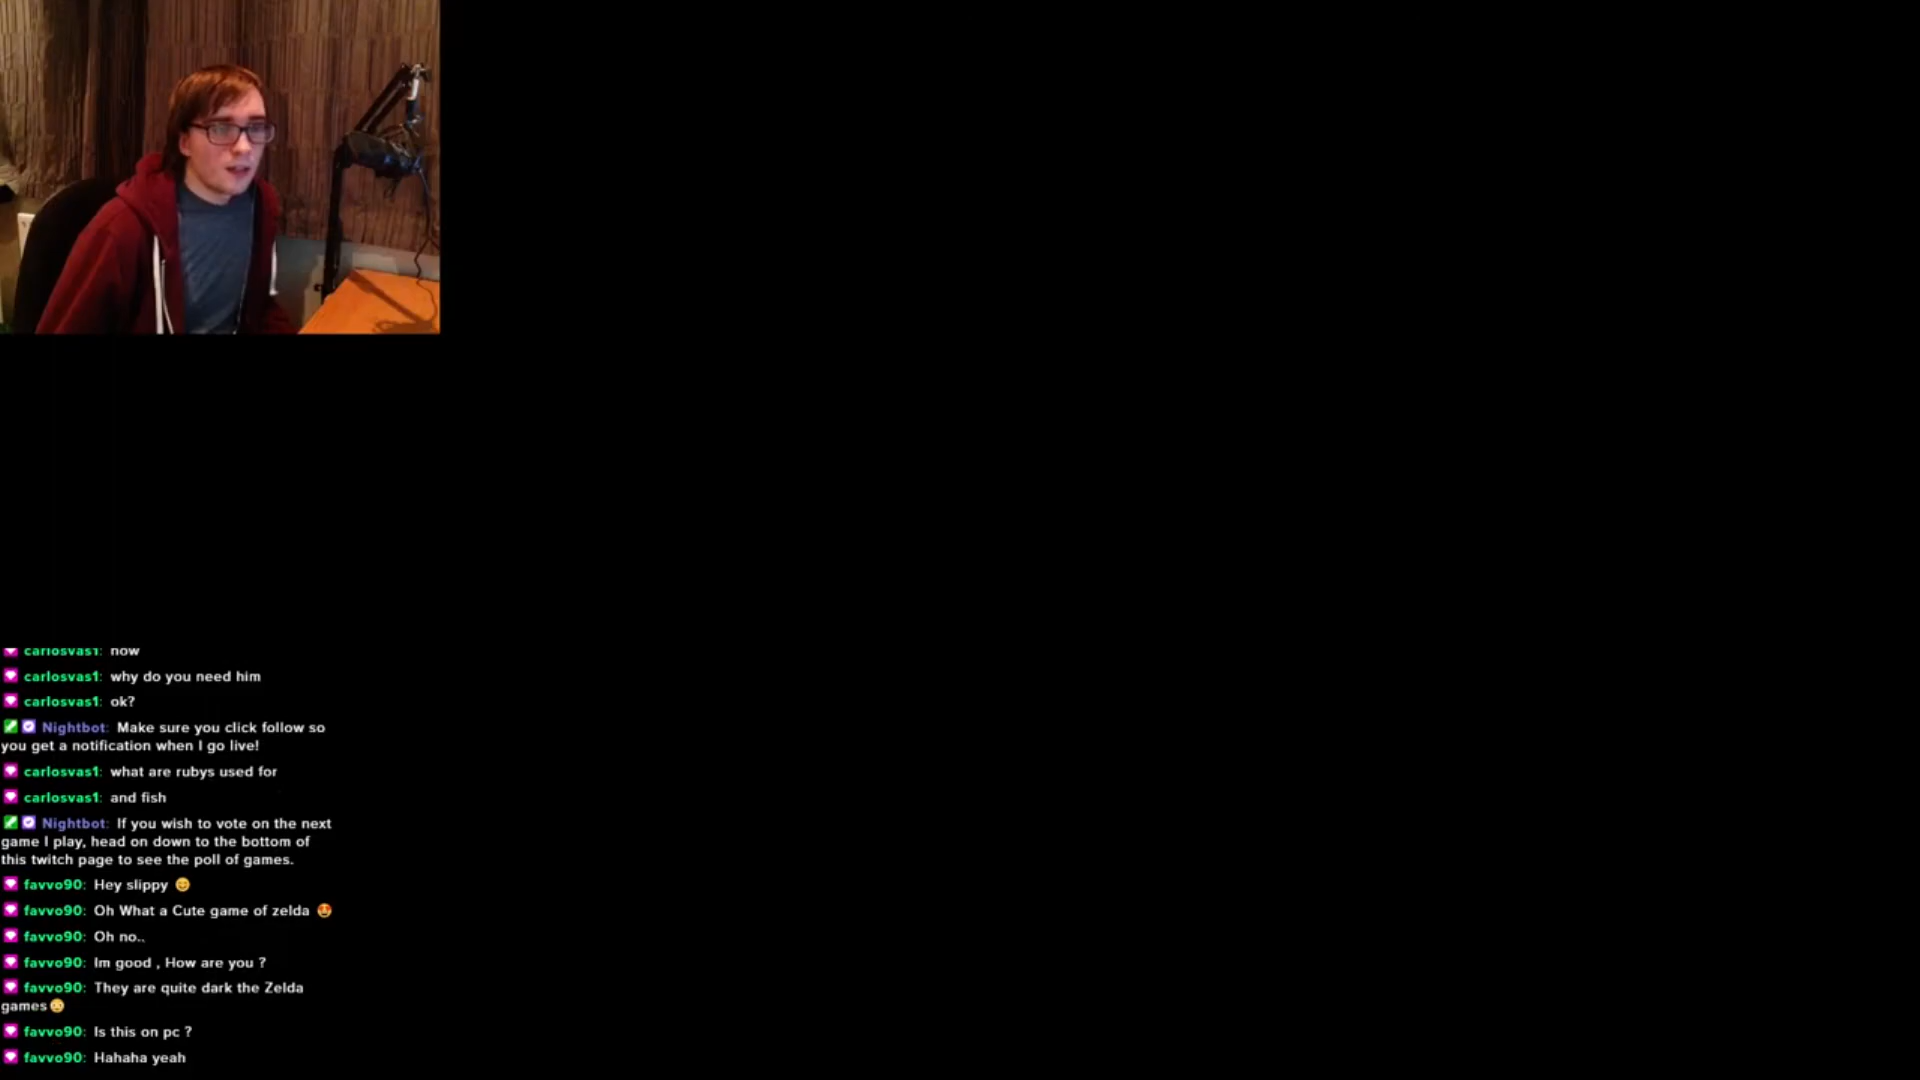 carlosvas1: now
carlosvas1: why do you need him
carlosvas1: ok?
Nightbot: Make sure you click follow so
you get a notification when I go live!
carlosvas1: what are rubys used for
carlosvas1: and fish
Nightbot: If you wish to vote on the next
game I play, head on down to the bottom of
this twitch page to see the poll of games.
favvo90: Hey slippy 😊
favvo90: Oh What a Cute game of zelda 😍
favvo90: Oh no..
favvo90: Im good , How are you ?
favvo90: They are quite dark the Zelda
games😳
favvo90: Is this on pc ?
favvo90: Hahaha yeah